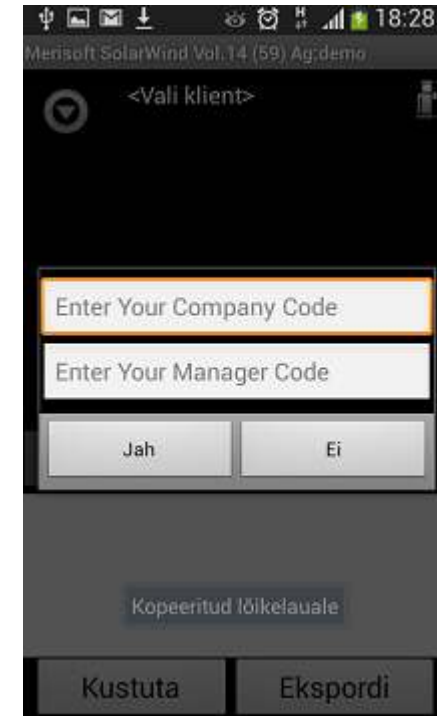 H
18:28
Merisoft SolarWind Vol.14 (59) Ag:demo
<Vali klient>
Enter Your Company Code
Enter Your Manager Code
Jah
Ei
Kopeeritud lõikelauale
Kustuta
Ekspordi